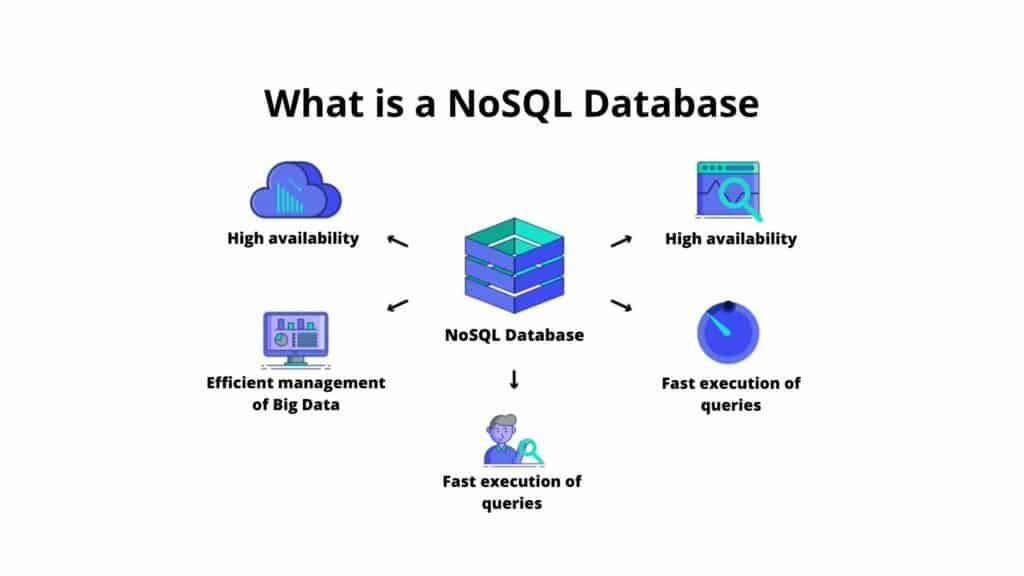 What is a NoSQL Database
High availability
High availability
NoSQL Database
Efficient management
of Big Data
Fast execution of
queries
Fast execution of
queries